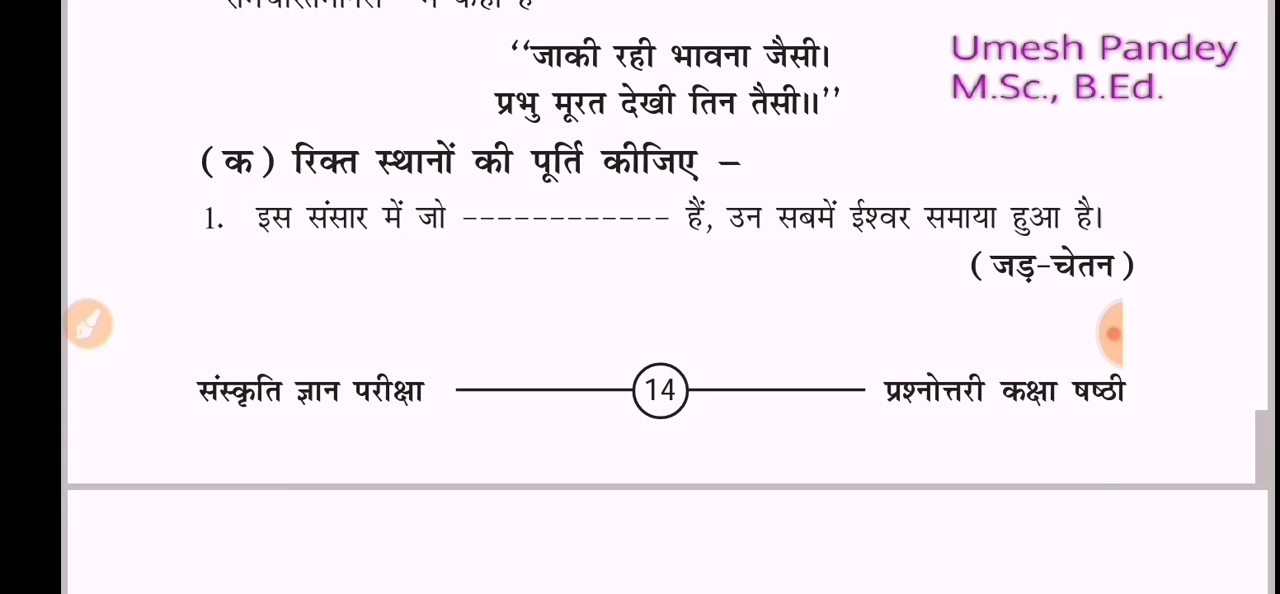 "जाकी रही भावना जैसी।
Umesh Pandey
प्रभु मूरत देखी तिन तैसी॥"
M.Sc., B.Ed.
(क) रिक्त स्थानों की पूर्ति कीजिए –
1. इस संसार में जो ------------ हैं, उन सबमें ईश्वर समाया हुआ है।
(जड़-चेतन)
संस्कृति ज्ञान परीक्षा 14 प्रश्नोत्तरी कक्षा षष्ठी